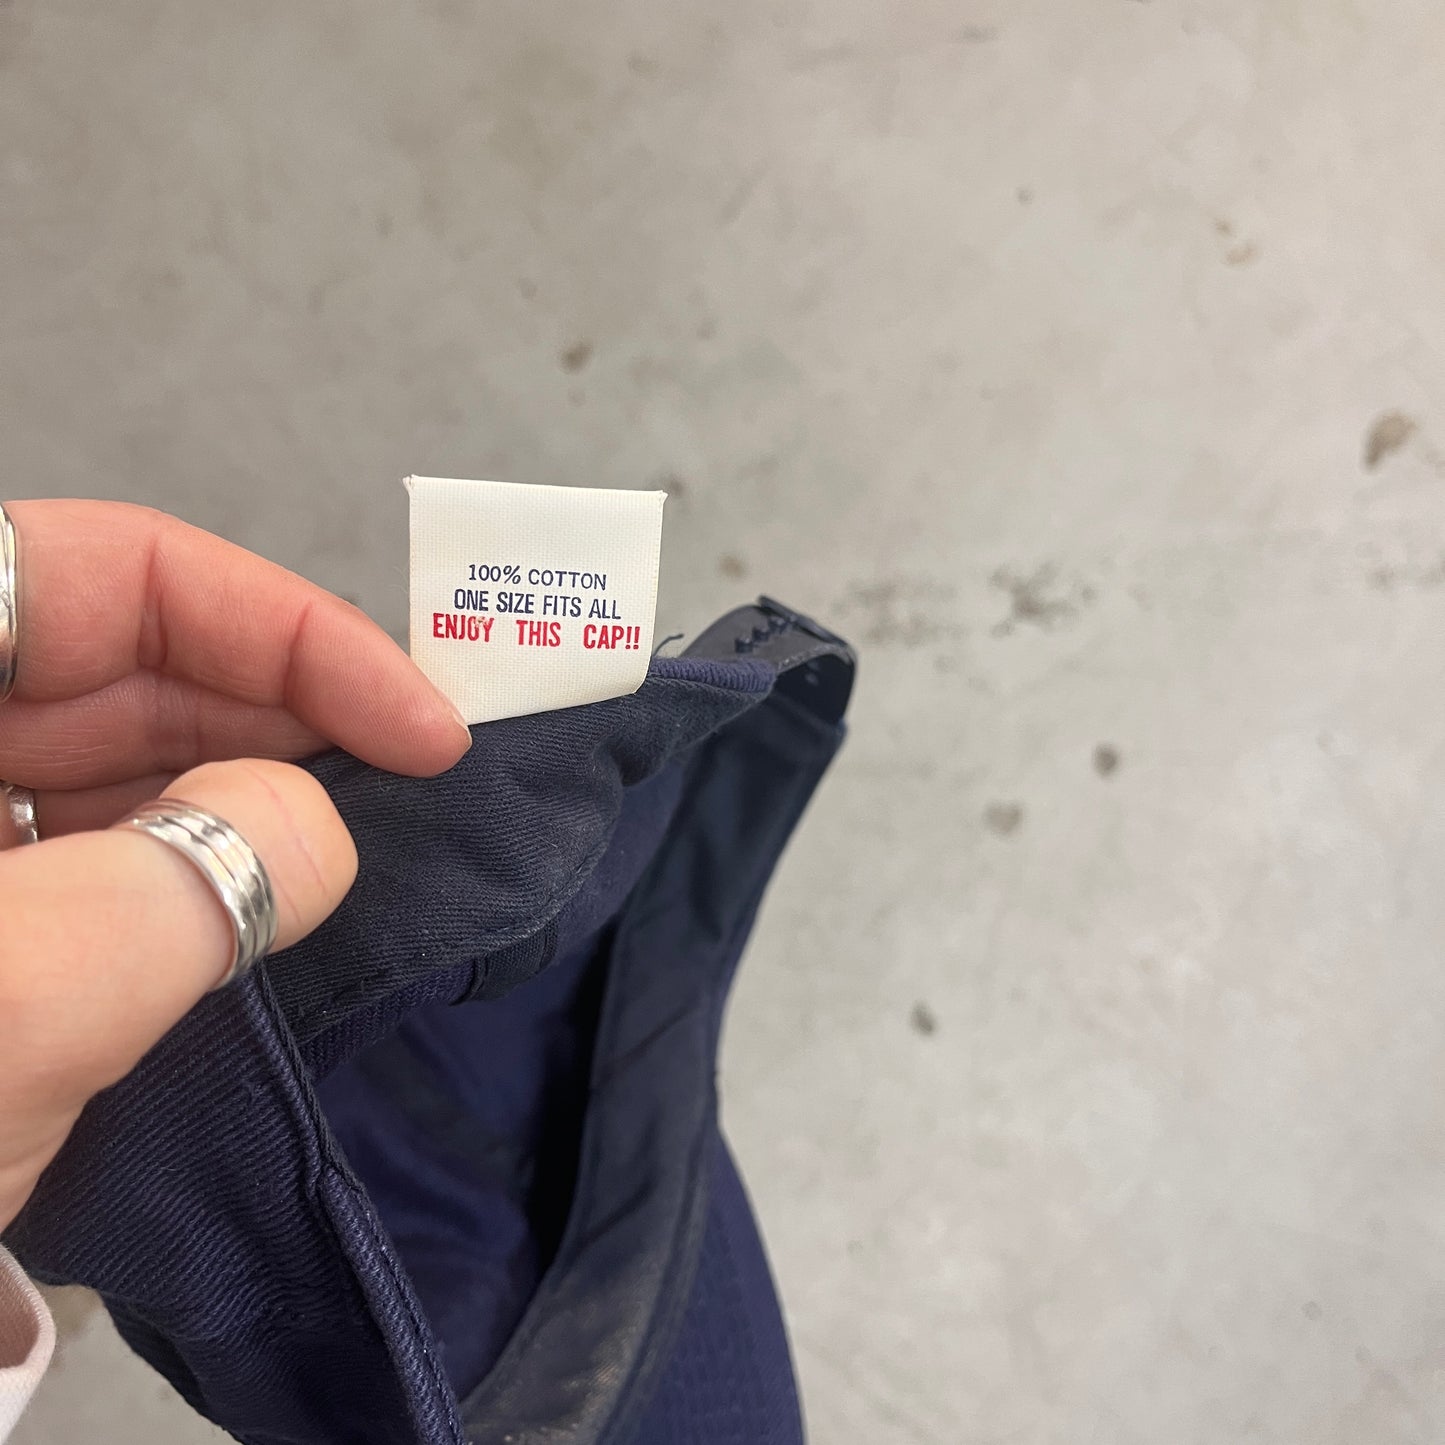 100% COTTON
ONE SIZE FITS ALL
ENJOY THIS CAP!!